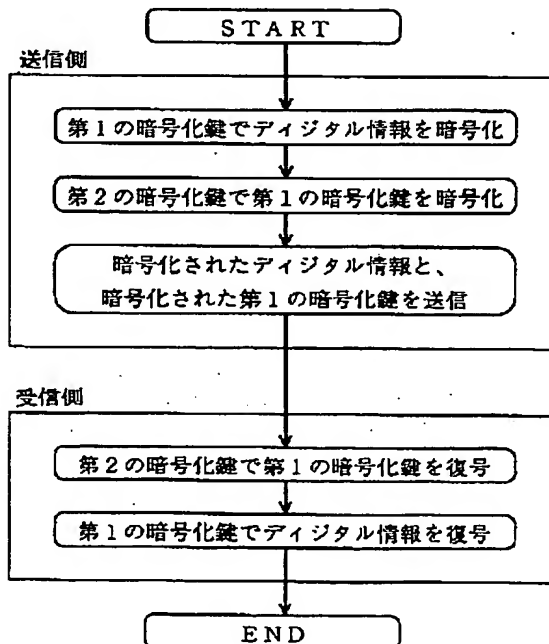 START
送信側
第1の暗号化鍵でディジタル情報を暗号化
第2の暗号化鍵で第1の暗号化鍵を暗号化
暗号化されたディジタル情報と、
暗号化された第1の暗号化鍵を送信
受信側
第2の暗号化鍵で第1の暗号化鍵を復号
第1の暗号化鍵でディジタル情報を復号
END